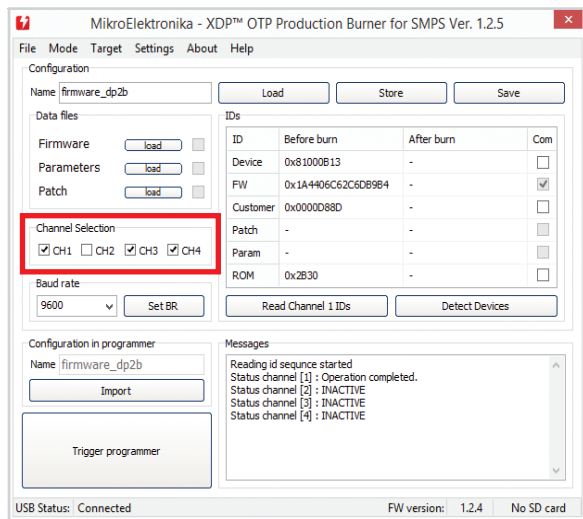 MikroElektronika - XDP™ OTP Production Burner for SMPS Ver. 1.2.5
File Mode Target Settings About Help
Configuration
Name firmware_dp2b
Load Store Save
Data files
Firmware load
Parameters load
Patch load
IDs
ID Before burn After burn Com
Device 0x81000B13 -
FW 0x1A4406C62C6DB9B4 -
Customer 0x0000D88D -
Patch - -
Param - -
ROM 0x2B30 -
Channel Selection
CH1 CH2 CH3 CH4
Baud rate
9600 Set BR
Read Channel 1 IDs Detect Devices
Configuration in programmer
Name firmware_dp2b
Import
Trigger programmer
Messages
Reading id sequnce started
Status channel [1] : Operation completed.
Status channel [2] : INACTIVE
Status channel [3] : INACTIVE
Status channel [4] : INACTIVE
USB Status: Connected FW version: 1.2.4 No SD card